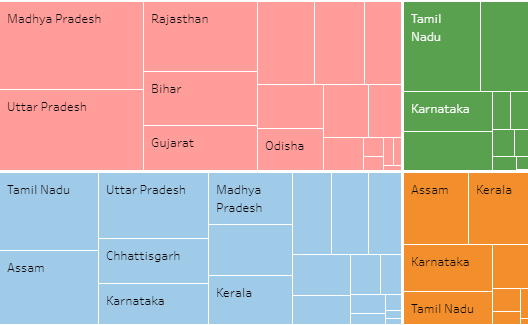 Madhya Pradesh
Rajasthan
Uttar Pradesh
Bihar
Gujarat
Odisha
Tamil
Nadu
Karnataka
Tamil Nadu
Uttar Pradesh
Madhya
Pradesh
Assam
Chhattisgarh
Karnataka
Kerala
Assam
Kerala
Karnataka
Tamil Nadu